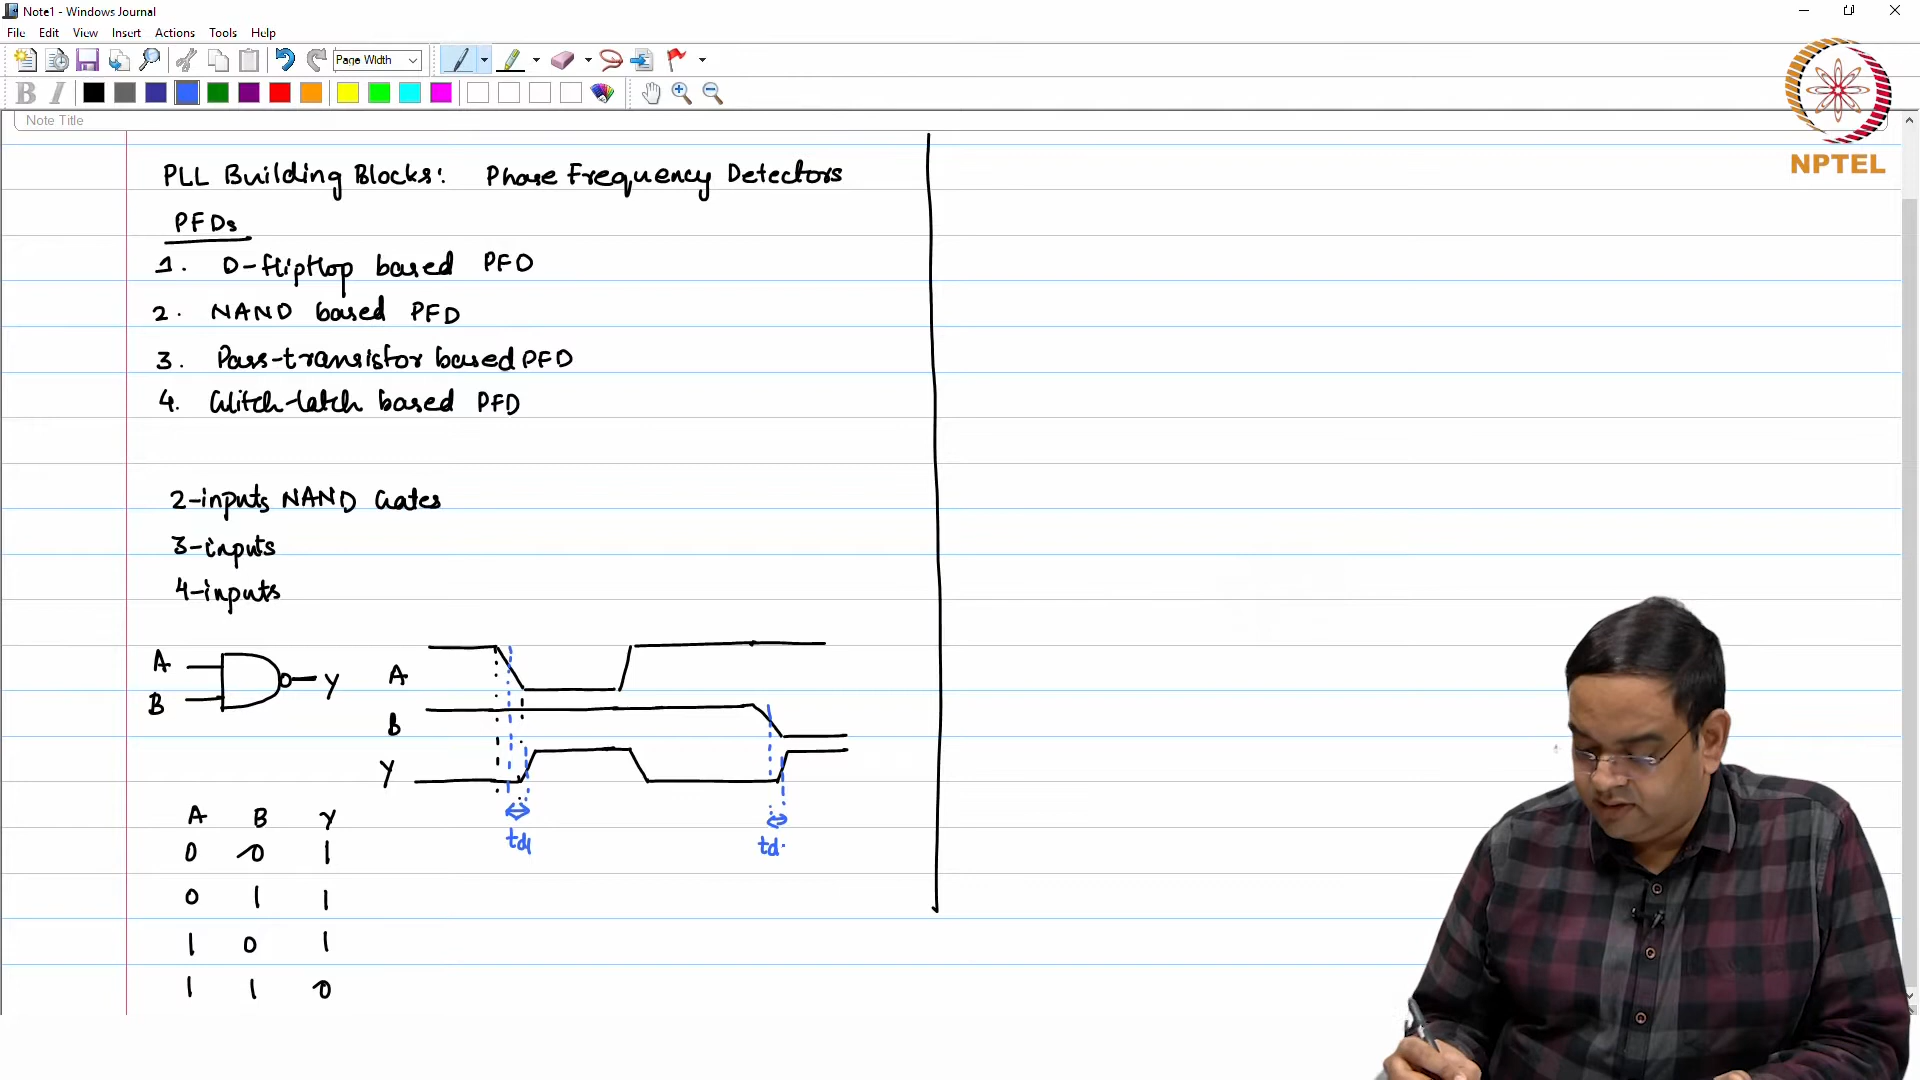 Note1 - Windows Journal
File Edit View Insert Actions Tools Help
Page Width
B I
Note Title
NPTEL
PLL Building Blocks: Phase Frequency Detectors
PFDs
1. D-flipflop based PFD
2. NAND based PFD
3. Pass-transistor based PFD
4. Glitch-latch based PFD
2-inputs NAND Gates
3-inputs
4-inputs
A
B
Y
A
B
Y
td1
td.
A B Y
0 0 1
0 1 1
1 0 1
1 1 0